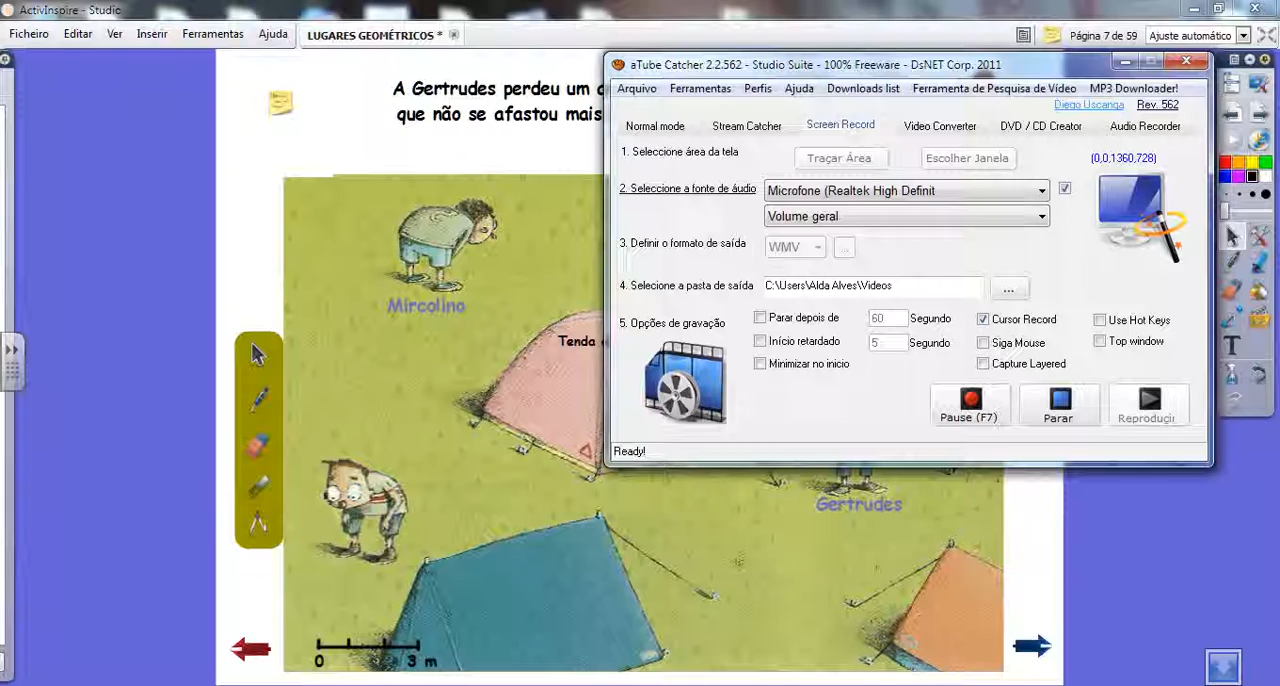 ActivInspire - Studio
Ficheiro Editar Ver Inserir Ferramentas Ajuda LUGARES GEOMÉTRICOS * Página 7 de 59 Ajuste automático
A Gertrudes perdeu um
que não se afastou mais
Mircolino
Tenda
Gertrudes
0 3 m
aTube Catcher 2.2.562 - Studio Suite - 100% Freeware - DsNET Corp. 2011
Arquivo Ferramentas Perfis Ajuda Downloads list Ferramenta de Pesquisa de Vídeo MP3 Downloader!
Diego Uscanga Rev. 562
Normal mode Stream Catcher Screen Record Video Converter DVD / CD Creator Audio Recorder
1. Seleccione área da tela Traçar Área Escolher Janela (0,0,1360,728)
2. Seleccione a fonte de áudio Microfone (Realtek High Definit
Volume geral
3. Definir o formato de saída WMV ...
4. Selecione a pasta de saída C:\Users\Alda Alves\Videos ...
5. Opções de gravação
Parar depois de 60 Segundo Cursor Record Use Hot Keys
Início retardado 5 Segundo Siga Mouse Top window
Minimizar no inicio Capture Layered
Pause (F7) Parar Reproduçir
Ready!
T